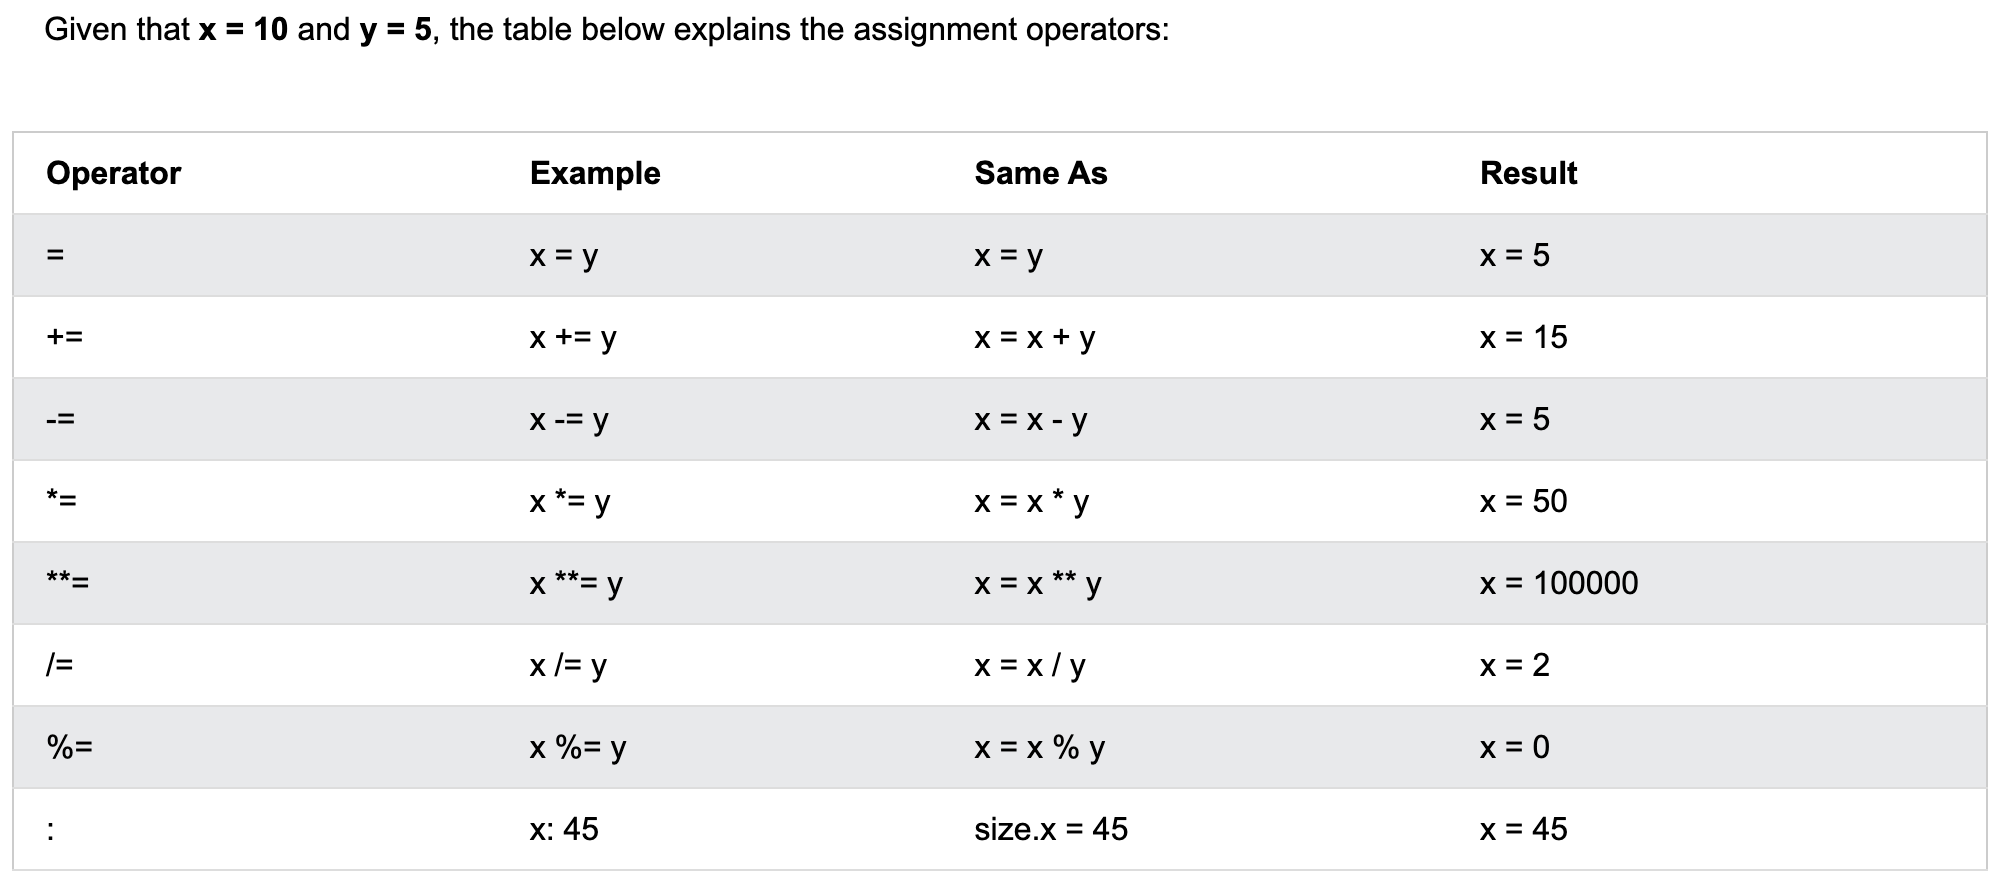 Given that x = 10 and y = 5, the table below explains the assignment operators:
Operator Example Same As Result
= x = y x = y x = 5
+= x += y x = x + y x = 15
-= x -= y x = x - y x = 5
*= x *= y x = x * y x = 50
**= x **= y x = x ** y x = 100000
/= x /= y x = x / y x = 2
%= x %= y x = x % y x = 0
: x: 45 size.x = 45 x = 45